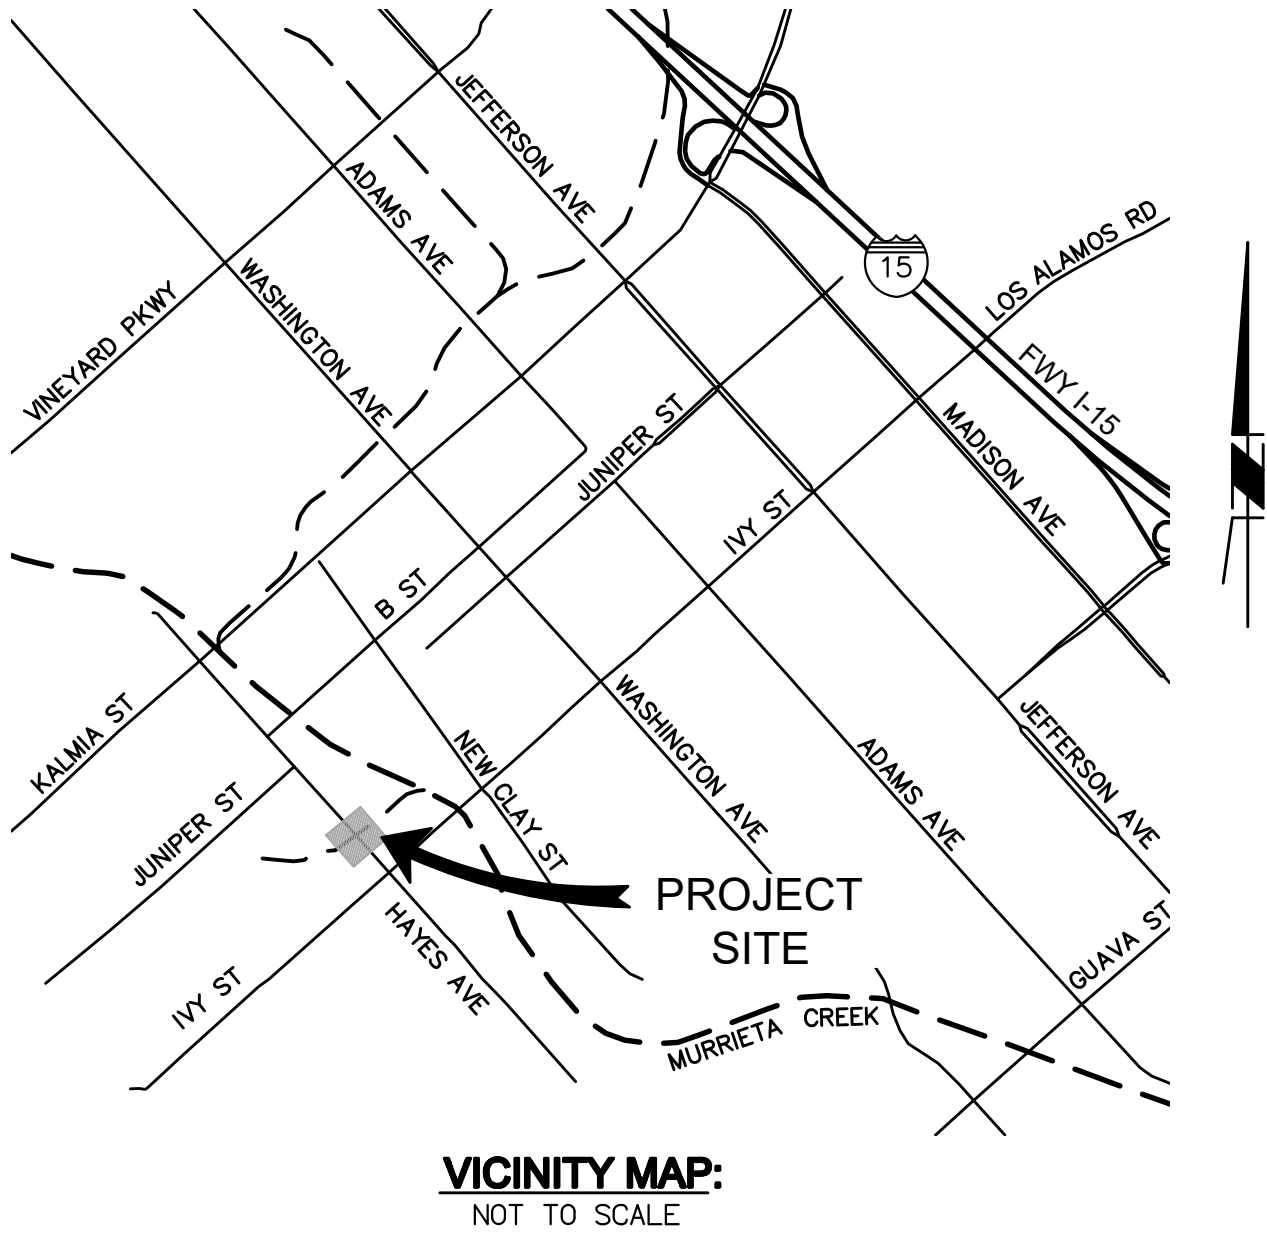 JEFFERSON AVE
ADAMS AVE
LOS ALAMOS RD
15
WASHINGTON AVE
VINEYARD PKWY
FWY I-15
JUNIPER ST
MADISON AVE
IVY ST
B ST
KALMIA ST
WASHINGTON AVE
JEFFERSON AVE
NEW CLAY ST
ADAMS AVE
JUNIPER ST
PROJECT
SITE
HAYES AVE
GUAVA ST
IVY ST
MURRIETA CREEK
N
VICINITY MAP:
NOT TO SCALE